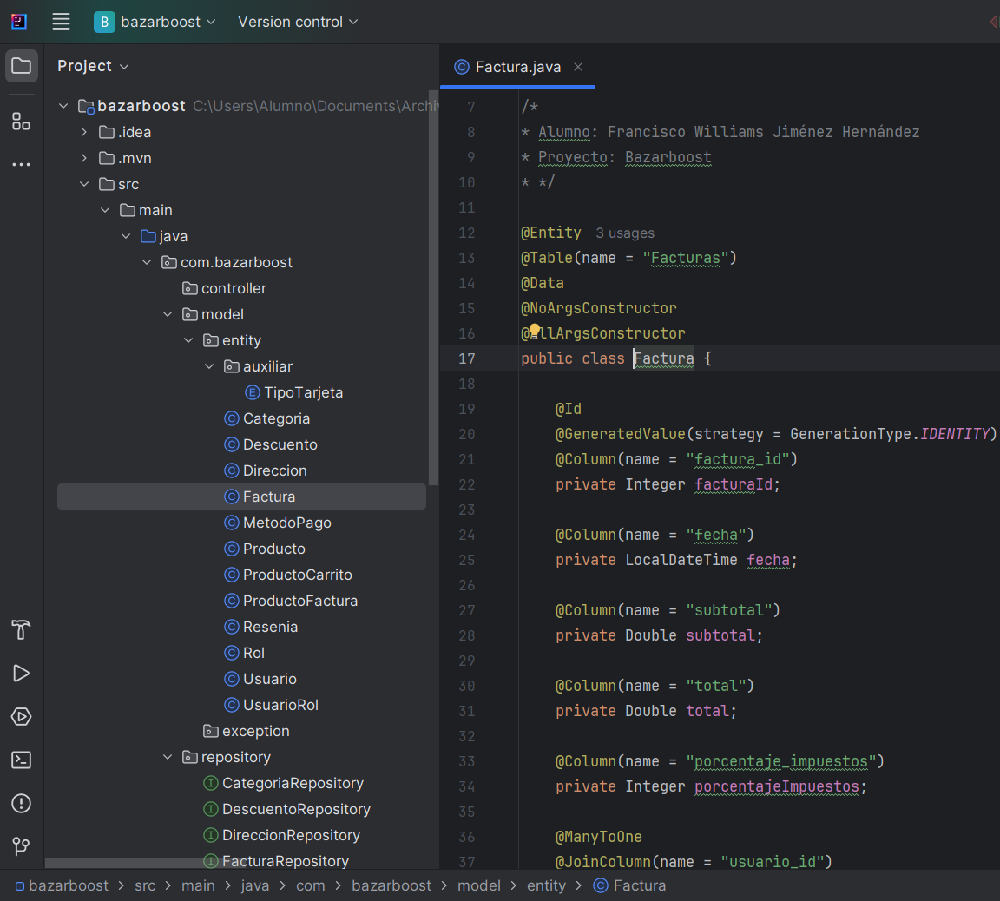 B bazarboost Version control
Project
bazarboost C:\Users\Alumno\Documents\Archi
.idea
.mvn
src
main
java
com.bazarboost
controller
model
entity
auxiliar
TipoTarjeta
Categoria
Descuento
Direccion
Factura
MetodoPago
Producto
ProductoCarrito
ProductoFactura
Resenia
Rol
Usuario
UsuarioRol
exception
repository
CategoriaRepository
DescuentoRepository
DireccionRepository
FacturaRepository
Factura.java
7 /*
8 * Alumno: Francisco Williams Jiménez Hernández
9 * Proyecto: Bazarboost
10 * */
11
12 @Entity 3 usages
13 @Table(name = "Facturas")
14 @Data
15 @NoArgsConstructor
16 @AllArgsConstructor
17 public class Factura {
18
19 @Id
20 @GeneratedValue(strategy = GenerationType.IDENTITY)
21 @Column(name = "factura_id")
22 private Integer facturaId;
23
24 @Column(name = "fecha")
25 private LocalDateTime fecha;
26
27 @Column(name = "subtotal")
28 private Double subtotal;
29
30 @Column(name = "total")
31 private Double total;
32
33 @Column(name = "porcentaje_impuestos")
34 private Integer porcentajeImpuestos;
35
36 @ManyToOne
37 @JoinColumn(name = "usuario_id")
bazarboost > src > main > java > com > bazarboost > model > entity > Factura